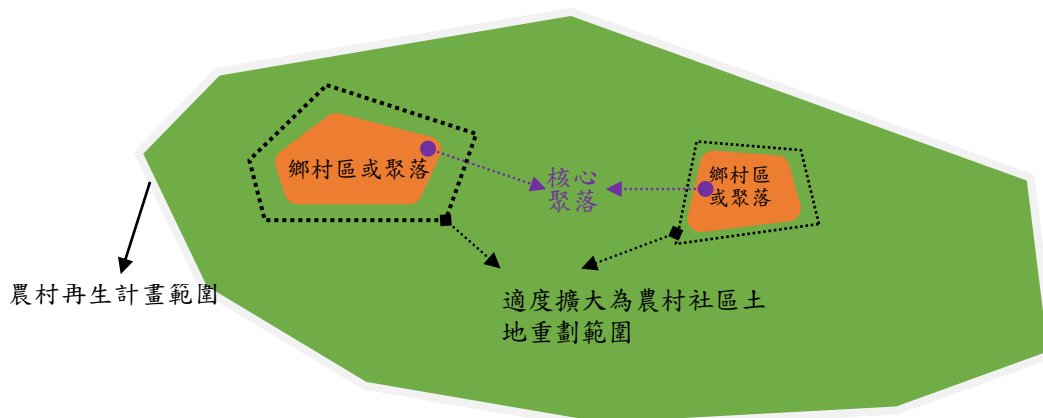 鄉村區或聚落
核心
聚落
鄉村區
或聚落
農村再生計畫範圍
適度擴大為農村社區土
地重劃範圍